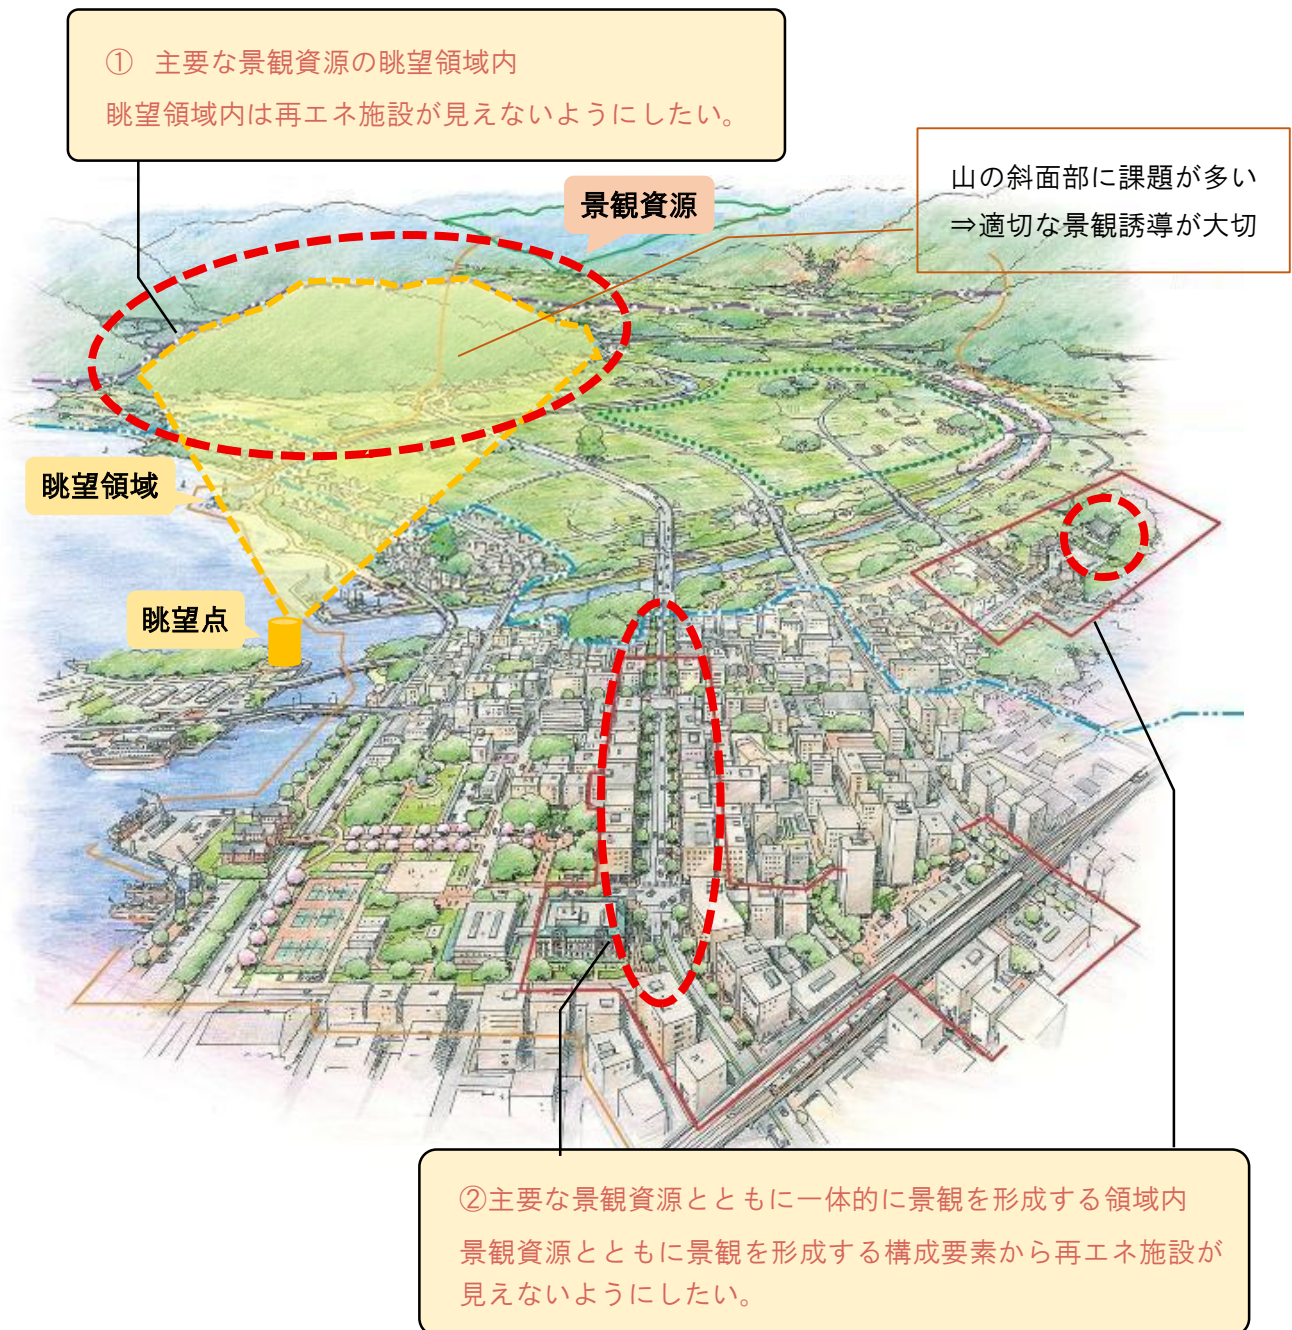 ① 主要な景観資源の眺望領域内
眺望領域内は再エネ施設が見えないようにしたい。
山の斜面部に課題が多い
⇒適切な景観誘導が大切
景観資源
眺望領域
眺望点
②主要な景観資源とともに一体的に景観を形成する領域内
景観資源とともに景観を形成する構成要素から再エネ施設が
見えないようにしたい。